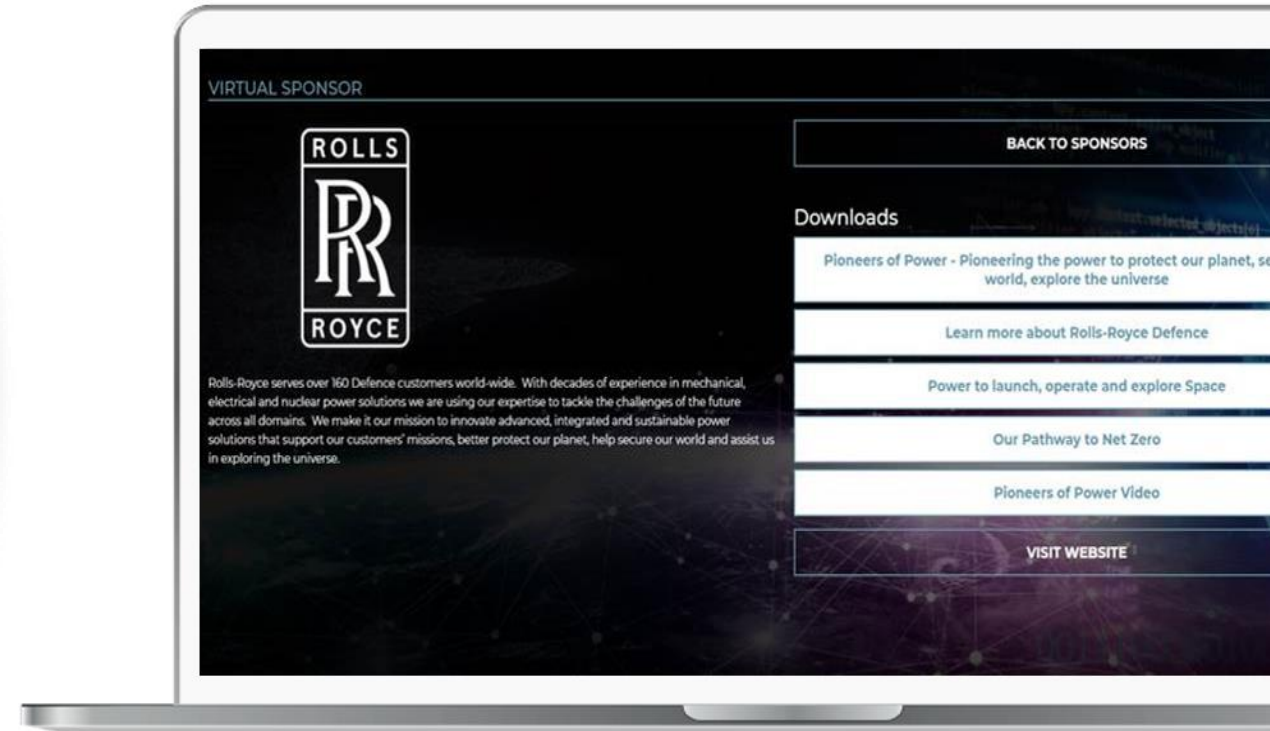 VIRTUAL SPONSOR
ROLLS
RR
ROYCE
Rolls-Royce serves over 160 Defence customers world-wide. With decades of experience in mechanical,
electrical and nuclear power solutions we are using our expertise to tackle the challenges of the future
across all domains. We make it our mission to innovate advanced, integrated and sustainable power
solutions that support our customers' missions, better protect our planet, help secure our world and assist us
in exploring the universe.
BACK TO SPONSORS
Downloads
Pioneers of Power - Pioneering the power to protect our planet, se
world, explore the universe
Learn more about Rolls-Royce Defence
Power to launch, operate and explore Space
Our Pathway to Net Zero
Pioneers of Power Video
VISIT WEBSITE